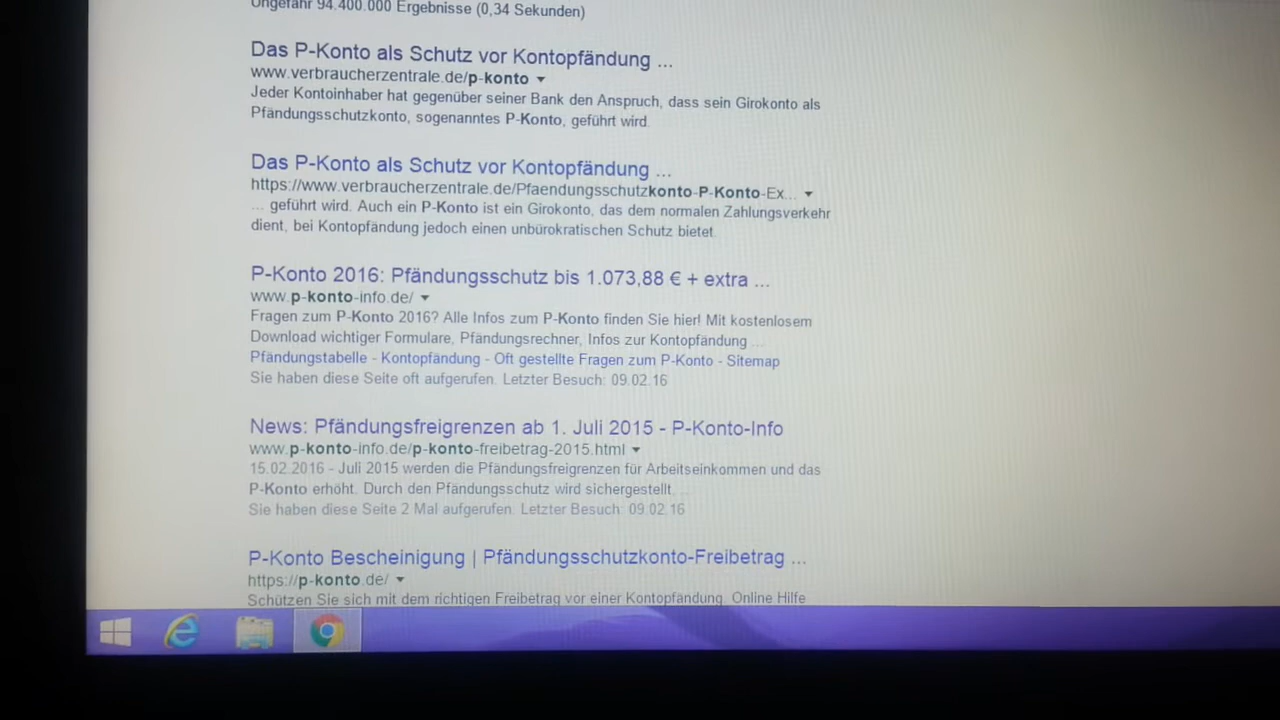 Ungefähr 94.400.000 Ergebnisse (0,34 Sekunden)
Das P-Konto als Schutz vor Kontopfändung ...
www.verbraucherzentrale.de/p-konto
Jeder Kontoinhaber hat gegenüber seiner Bank den Anspruch, dass sein Girokonto als
Pfändungsschutzkonto, sogenanntes P-Konto, geführt wird.
Das P-Konto als Schutz vor Kontopfändung ...
https://www.verbraucherzentrale.de/Pfaendungsschutzkonto-P-Konto-Ex...
... geführt wird. Auch ein P-Konto ist ein Girokonto, das dem normalen Zahlungsverkehr
dient, bei Kontopfändung jedoch einen unbürokratischen Schutz bietet.
P-Konto 2016: Pfändungsschutz bis 1.073,88 € + extra ...
www.p-konto-info.de/
Fragen zum P-Konto 2016? Alle Infos zum P-Konto finden Sie hier! Mit kostenlosem
Download wichtiger Formulare, Pfändungsrechner, Infos zur Kontopfändung ...
Pfändungstabelle - Kontopfändung - Oft gestellte Fragen zum P-Konto - Sitemap
Sie haben diese Seite oft aufgerufen. Letzter Besuch: 09.02.16
News: Pfändungsfreigrenzen ab 1. Juli 2015 - P-Konto-Info
www.p-konto-info.de/p-konto-freibetrag-2015.html
15.02.2016 - Juli 2015 werden die Pfändungsfreigrenzen für Arbeitseinkommen und das
P-Konto erhöht. Durch den Pfändungsschutz wird sichergestellt ...
Sie haben diese Seite 2 Mal aufgerufen. Letzter Besuch: 09.02.16
P-Konto Bescheinigung | Pfändungsschutzkonto-Freibetrag ...
https://p-konto.de/
Schützen Sie sich mit dem richtigen Freibetrag vor einer Kontopfändung. Online Hilfe